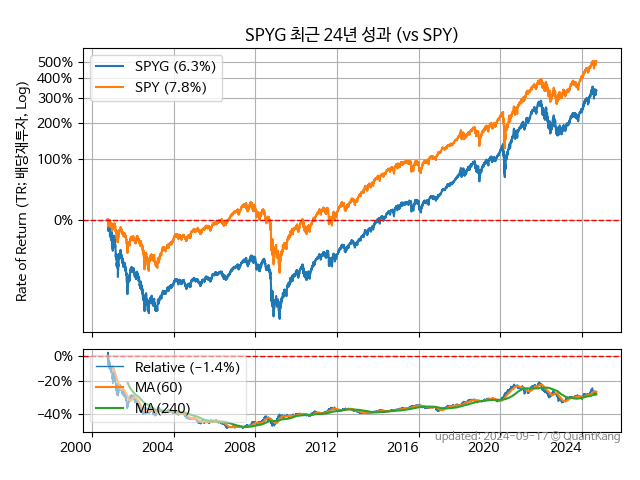 SPYG 최근 24년 성과 (vs SPY)
Rate of Return (TR: 배당재투자, Log)
500%
400%
300%
200%
100%
0%
SPYG (6.3%)
SPY (7.8%)
0%
−20%
−40%
Relative (−1.4%)
MA(60)
MA(240)
2000 2004 2008 2012 2016 2020 2024
updated: 2024-09-17 © QuantKang